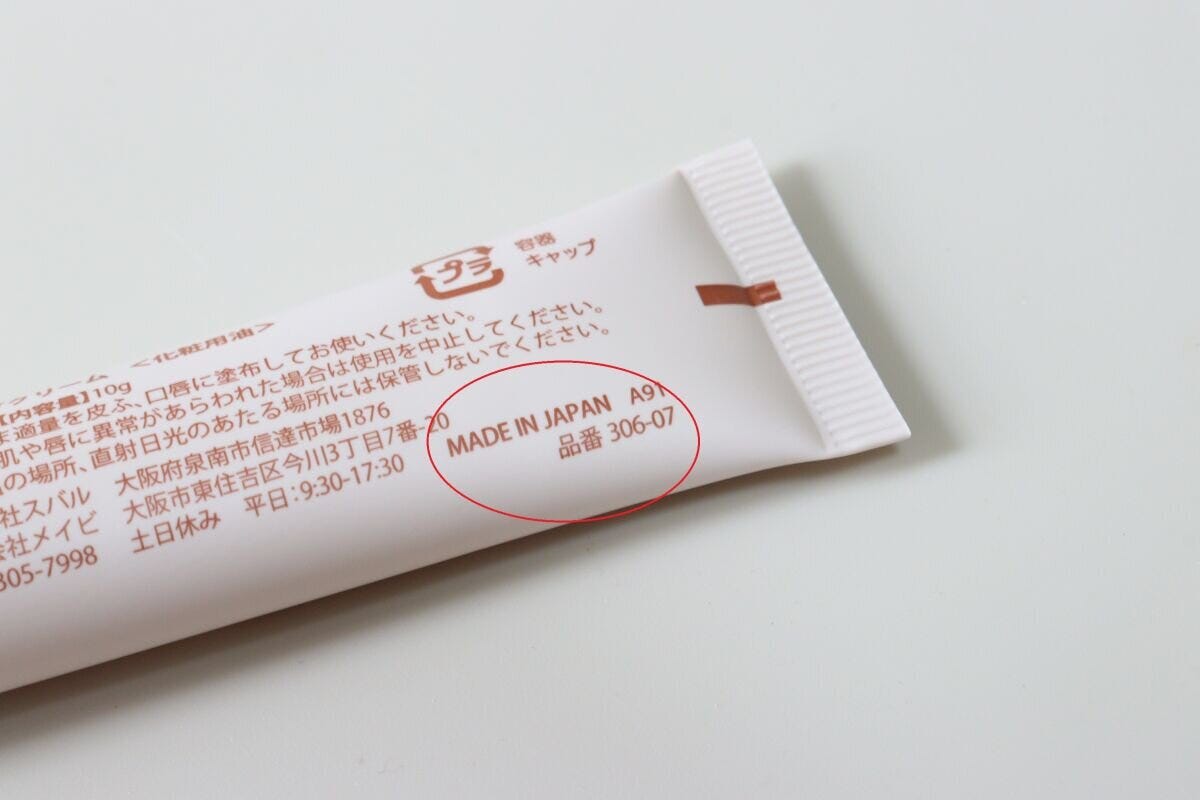 プラ
容器
キャップ
クリーム <化粧用油>
【内容量】10g
適量を皮ふ、口唇に塗布してお使いください。
肌や唇に異常があらわれた場合は使用を中止してください。
の場所、直射日光のあたる場所には保管しないでください。
社スバル 大阪府泉南市信達市場1876
会社メイビ 大阪市東住吉区今川3丁目7番-20
305-7998 土日休み 平日:9:30-17:30
MADE IN JAPAN A91
品番 306-07